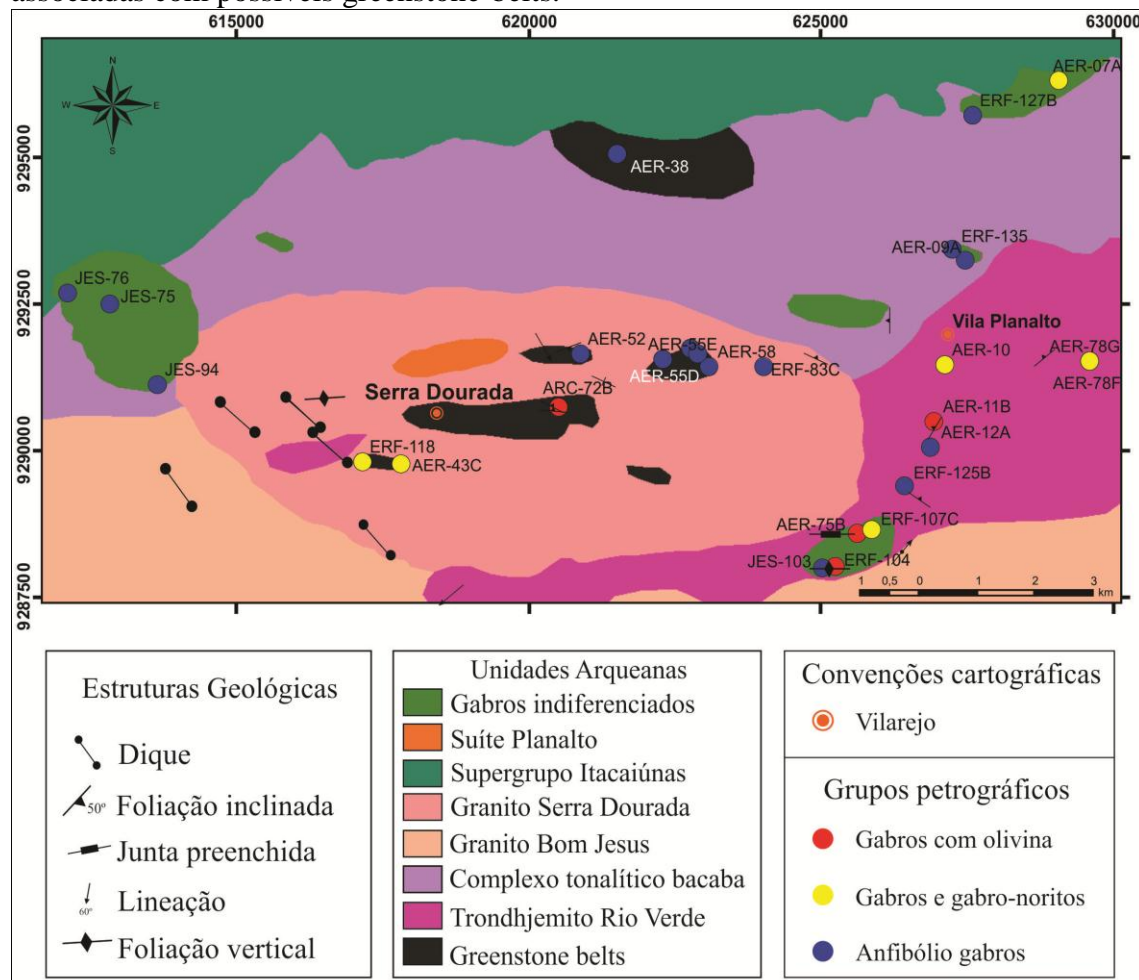 associadas com possíveis greenstone-belts.
615000 620000 625000 630000
N
W E
S
9295000
9292500
9290000
9287500
AER-07A
ERF-127B
AER-38
ERF-135
AER-09A
JES-76
JES-75
Vila Planalto
AER-52
AER-55E
AER-58
AER-10
AER-78G
JES-94
AER-55D
ERF-83C
AER-78F
Serra Dourada
ARC-72B
AER-11B
AER-12A
ERF-118
AER-43C
ERF-125B
AER-75B
ERF-107C
JES-103
ERF-104
1 0,5 0 1 2 3
km
Estruturas Geológicas
Dique
50º
Foliação inclinada
Junta preenchida
60º
Lineação
Foliação vertical
Unidades Arqueanas
Gabros indiferenciados
Suíte Planalto
Supergrupo Itacaiúnas
Granito Serra Dourada
Granito Bom Jesus
Complexo tonalítico bacaba
Trondhjemito Rio Verde
Greenstone belts
Convenções cartográficas
Vilarejo
Grupos petrográficos
Gabros com olivina
Gabros e gabro-noritos
Anfibólio gabros